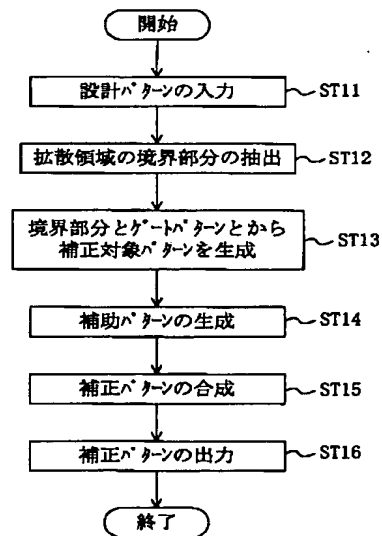 開始
設計パターンの入力
ST11
拡散領域の境界部分の抽出
ST12
境界部分とゲートパターンとから
補正対象パターンを生成
ST13
補助パターンの生成
ST14
補正パターンの合成
ST15
補正パターンの出力
ST16
終了